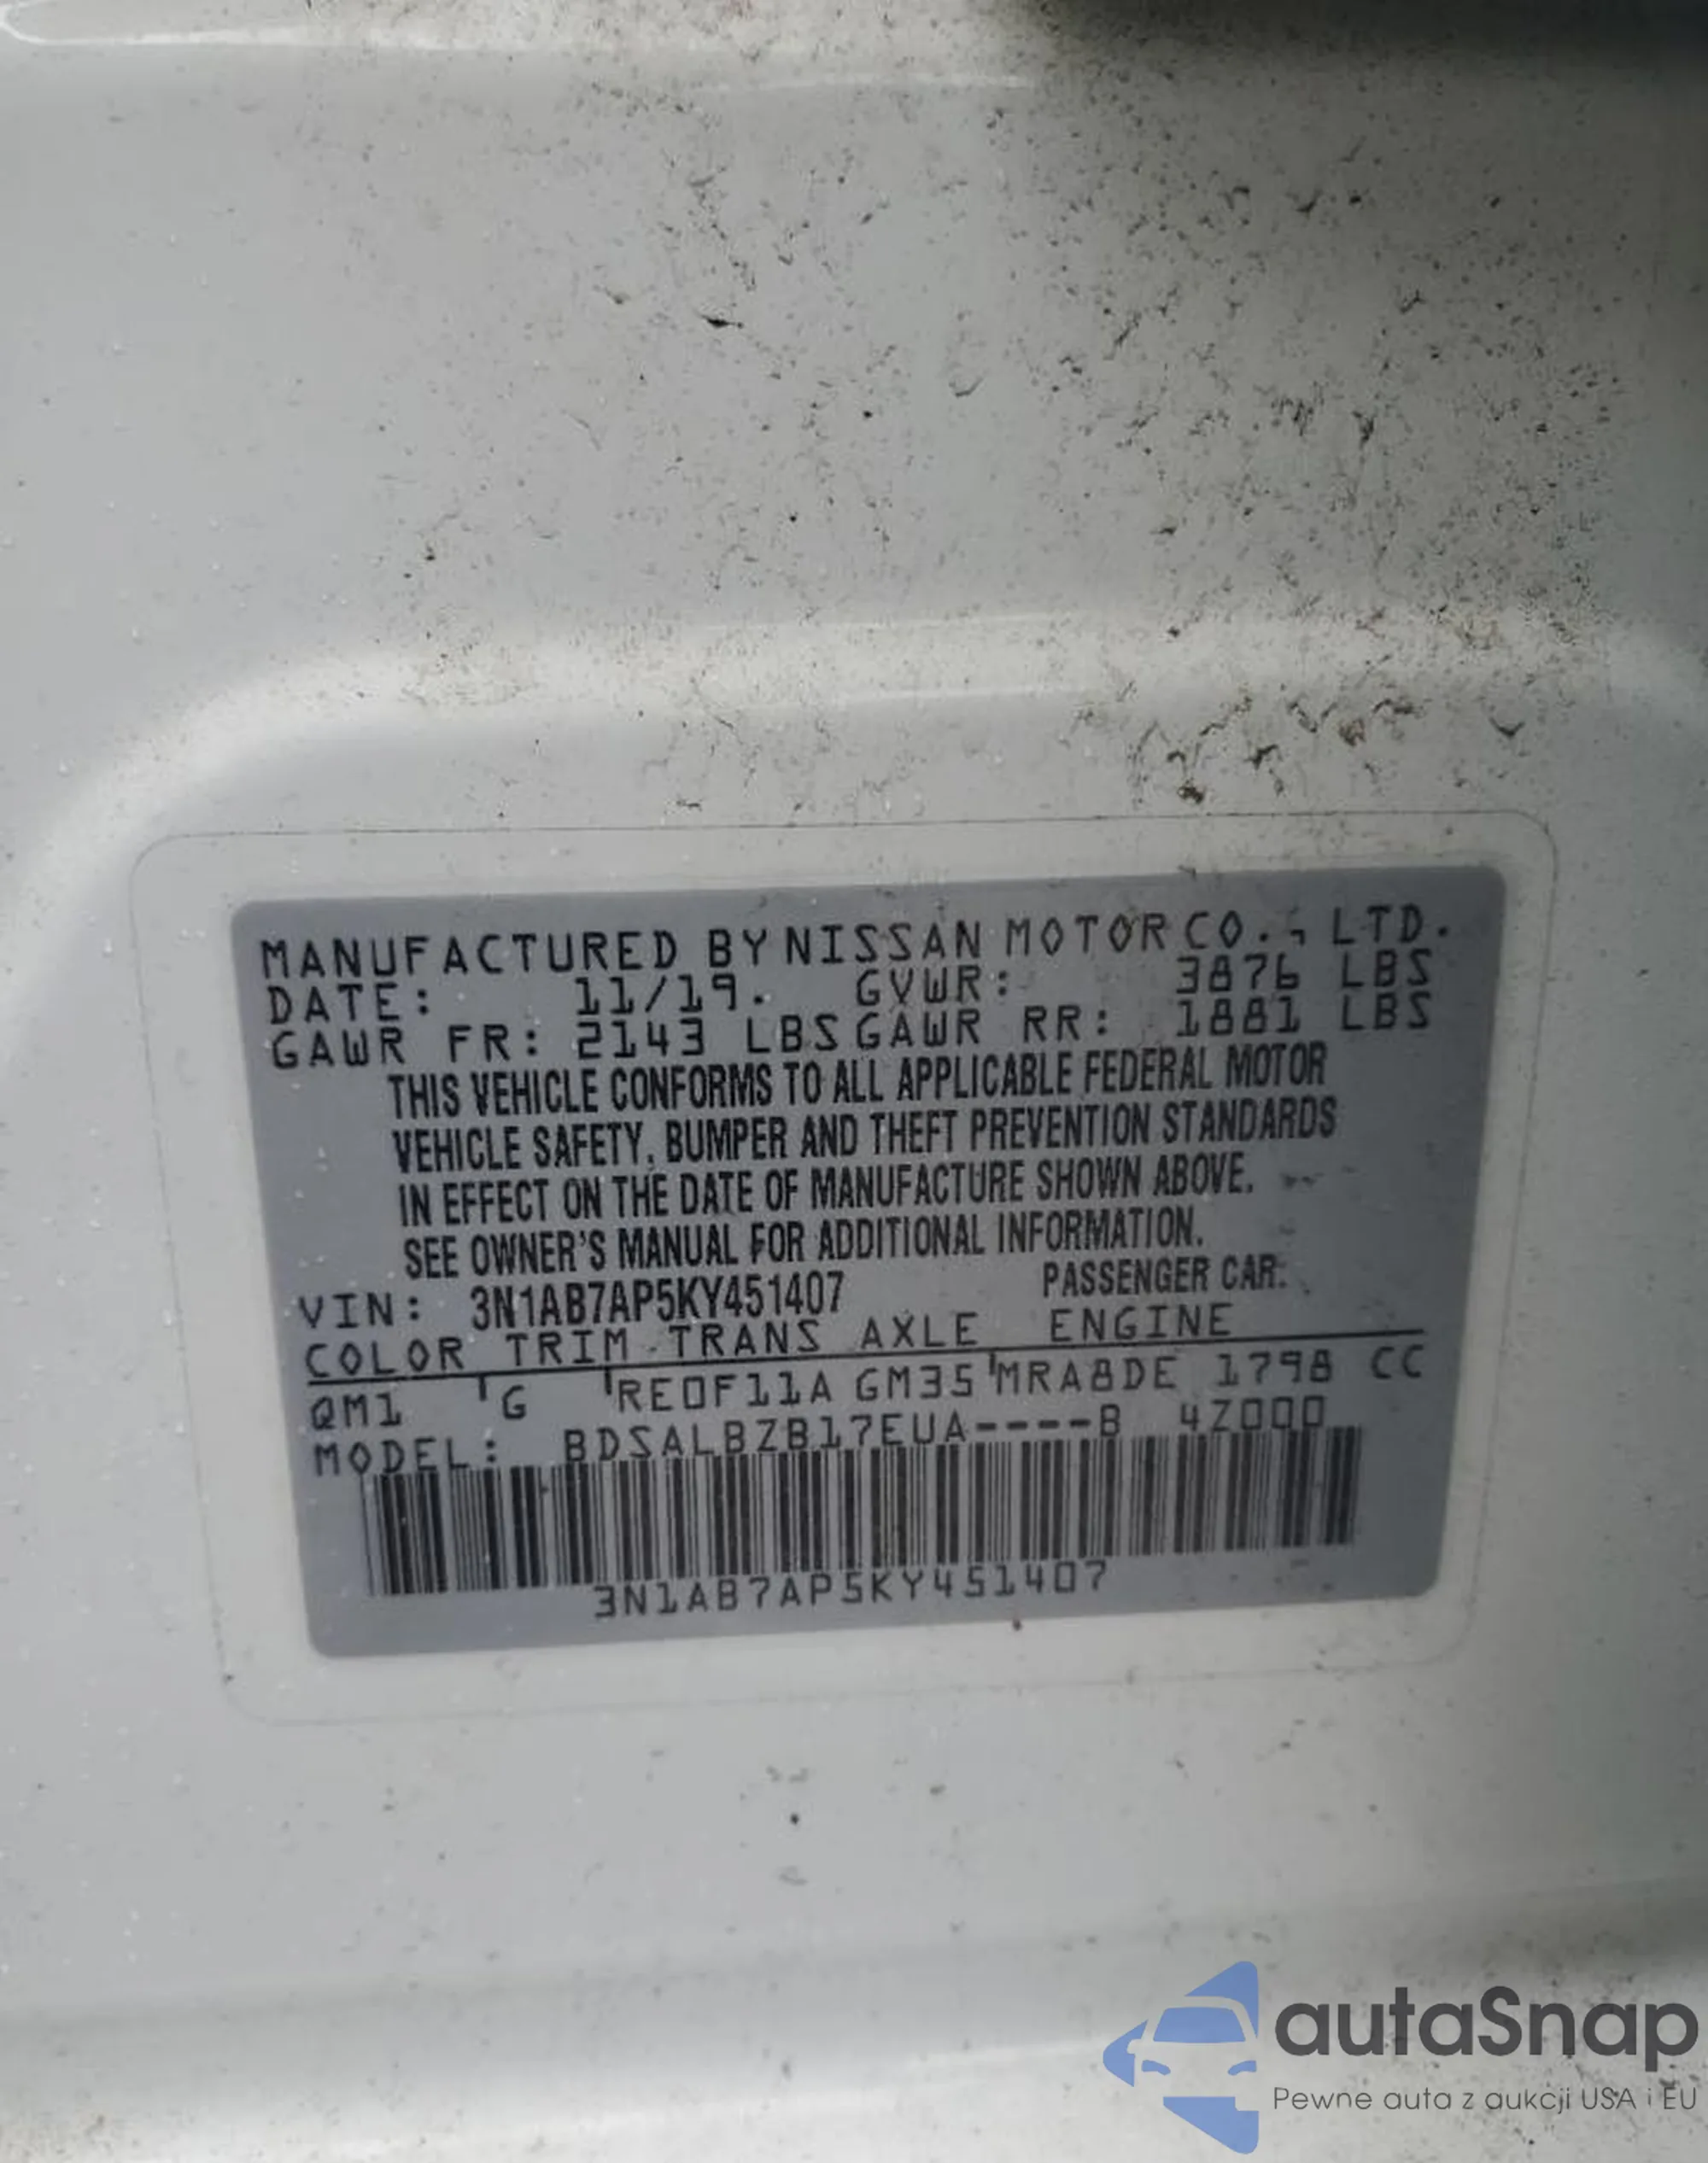 MANUFACTURED BY NISSAN MOTOR CO., LTD.
DATE: 11/19. GVWR: 3876 LBS
GAWR FR: 2143 LBS GAWR RR: 1881 LBS
THIS VEHICLE CONFORMS TO ALL APPLICABLE FEDERAL MOTOR
VEHICLE SAFETY, BUMPER AND THEFT PREVENTION STANDARDS
IN EFFECT ON THE DATE OF MANUFACTURE SHOWN ABOVE.
SEE OWNER'S MANUAL FOR ADDITIONAL INFORMATION.
VIN: 3N1AB7AP5KY451407 PASSENGER CAR.
COLOR TRIM TRANS AXLE ENGINE
QM1 G RE0F11A GM35 MRA8DE 1798 CC
MODEL: BDSALBZB17EUA----B 4Z000
3N1AB7AP5KY451407
autaSnap
Pewne auta z aukcji USA i EU